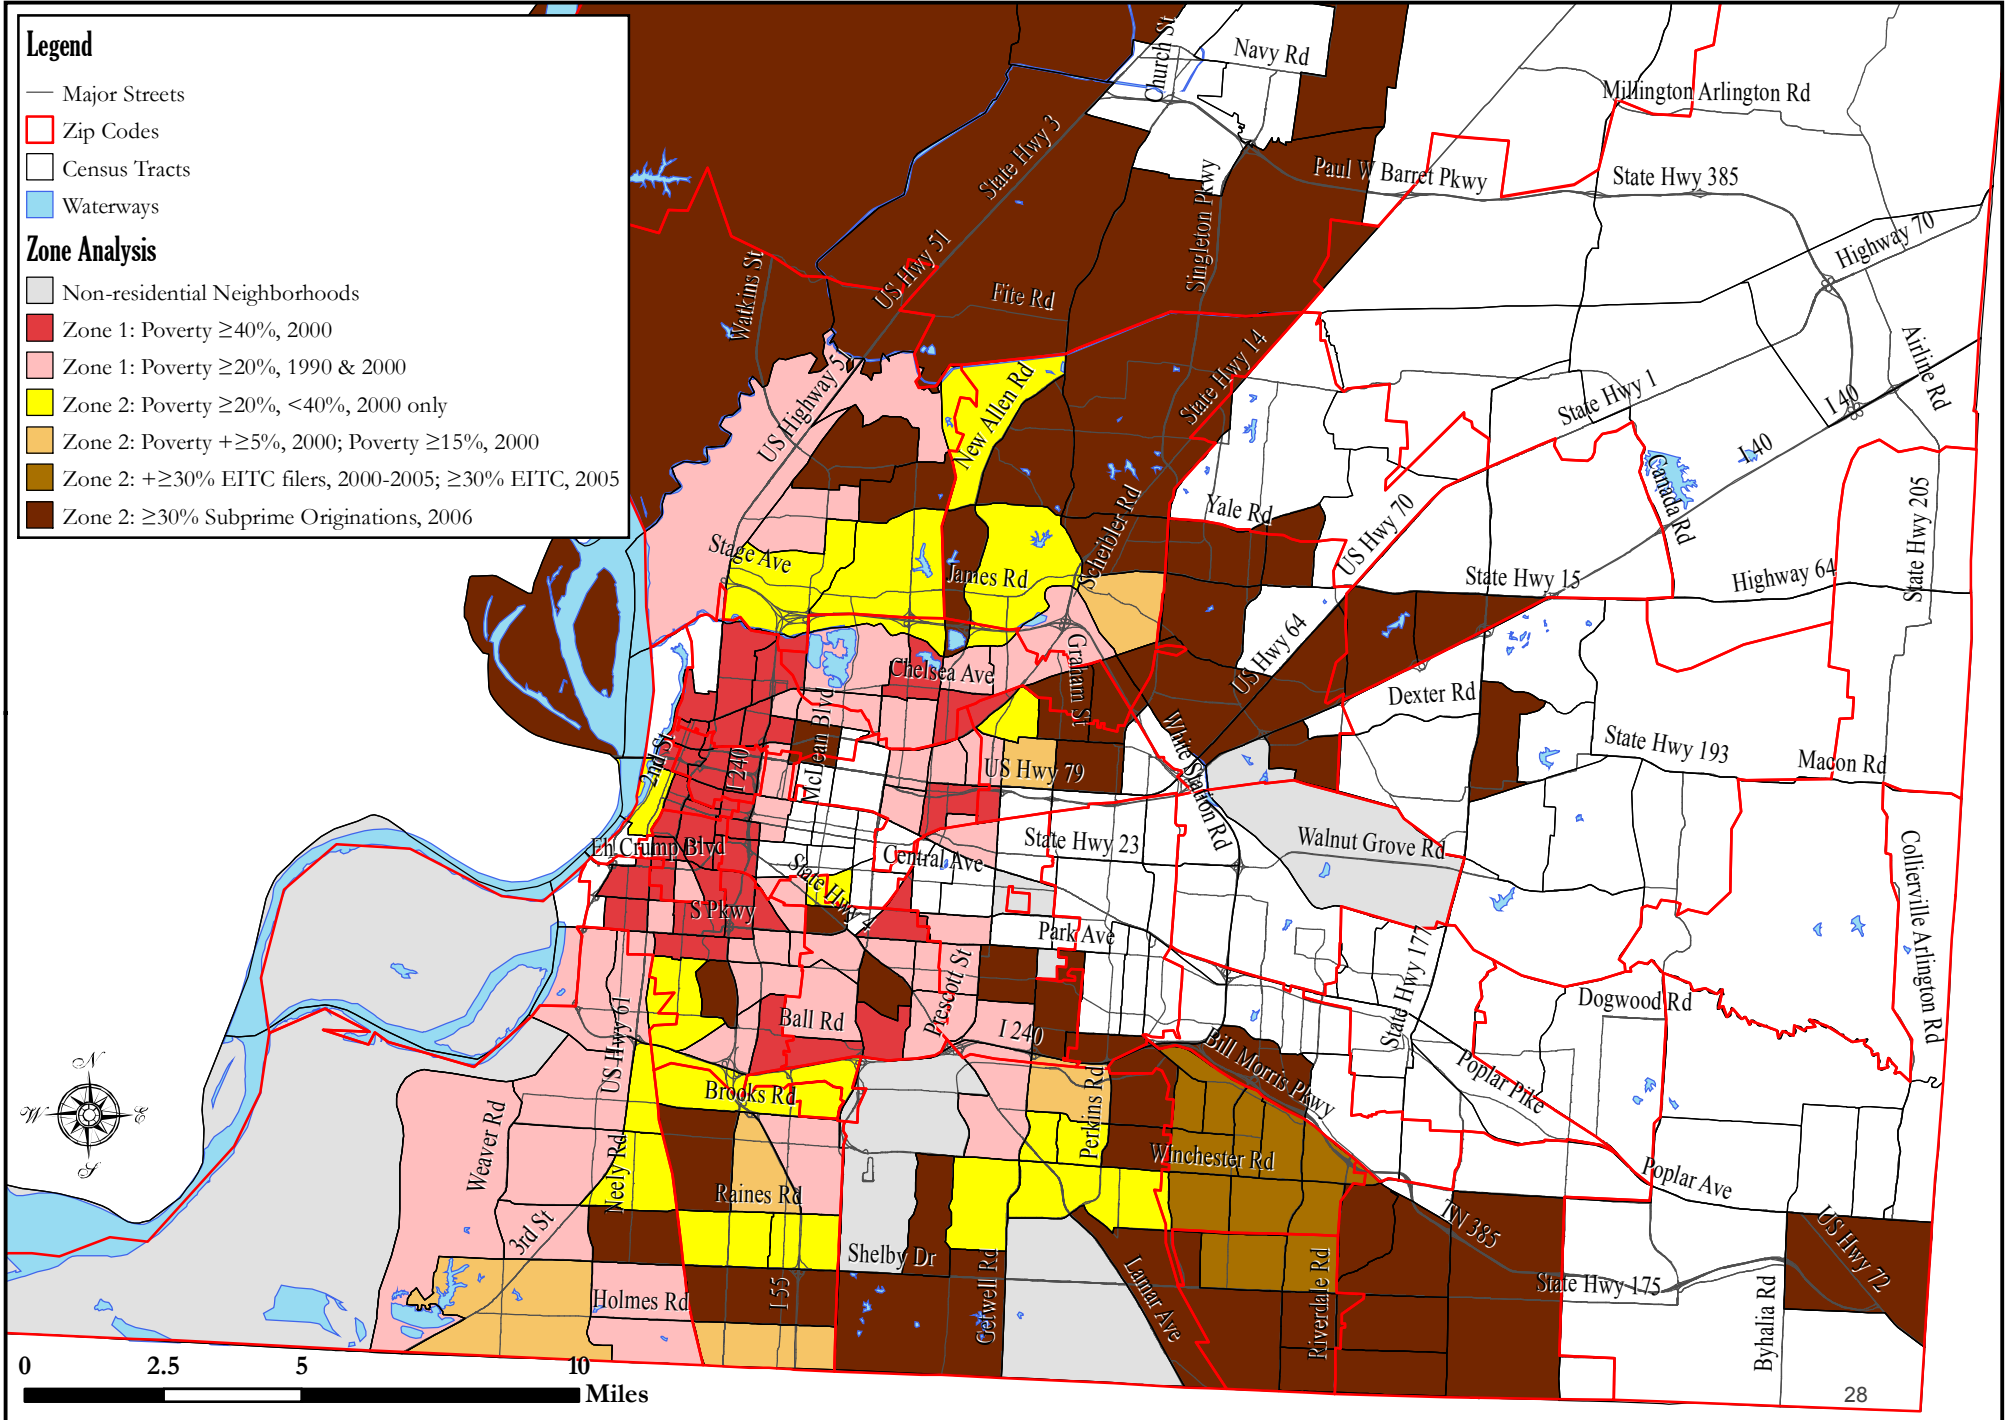 Legend
Major Streets
Zip Codes
Census Tracts
Waterways
Zone Analysis
Non-residential Neighborhoods
Zone 1: Poverty ≥40%, 2000
Zone 1: Poverty ≥20%, 1990 & 2000
Zone 2: Poverty ≥20%, <40%, 2000 only
Zone 2: Poverty +≥5%, 2000; Poverty ≥15%, 2000
Zone 2: +≥30% EITC filers, 2000-2005; ≥30% EITC, 2005
Zone 2: ≥30% Subprime Originations, 2006
Church St
Navy Rd
Millington Arlington Rd
State Hwy 3
Paul W Barret Pkwy
State Hwy 385
Singleton Pkwy
Highway 70
US Hwy 51
Watkins St
Fite Rd
State Hwy 14
Airline Rd
US Highway 5
New Allen Rd
State Hwy 1
I 40
I 40
Canada Rd
State Hwy 205
Yale Rd
US Hwy 70
Scheibler Rd
Stage Ave
James Rd
State Hwy 15
Highway 64
US Hwy 64
Graham St
Chelsea Ave
Dexter Rd
McLean Blvd
2nd St
I 240
White Station Rd
State Hwy 193
Macon Rd
US Hwy 79
Eh Crump Blvd
State Hwy 4
Central Ave
State Hwy 23
Walnut Grove Rd
Collierville Arlington Rd
S Pkwy
Park Ave
State Hwy 177
Prescott St
Dogwood Rd
US Hwy 61
Ball Rd
I 240
Bill Morris Pkwy
Poplar Pike
Brooks Rd
Perkins Rd
Weaver Rd
Neely Rd
Winchester Rd
Raines Rd
Poplar Ave
3rd St
TN 385
US Hwy 72
Shelby Dr
Getwell Rd
Lamar Ave
Riverdale Rd
State Hwy 175
Holmes Rd
I 55
Byhalia Rd
N
W
E
S
0
2.5
5
10
Miles
28